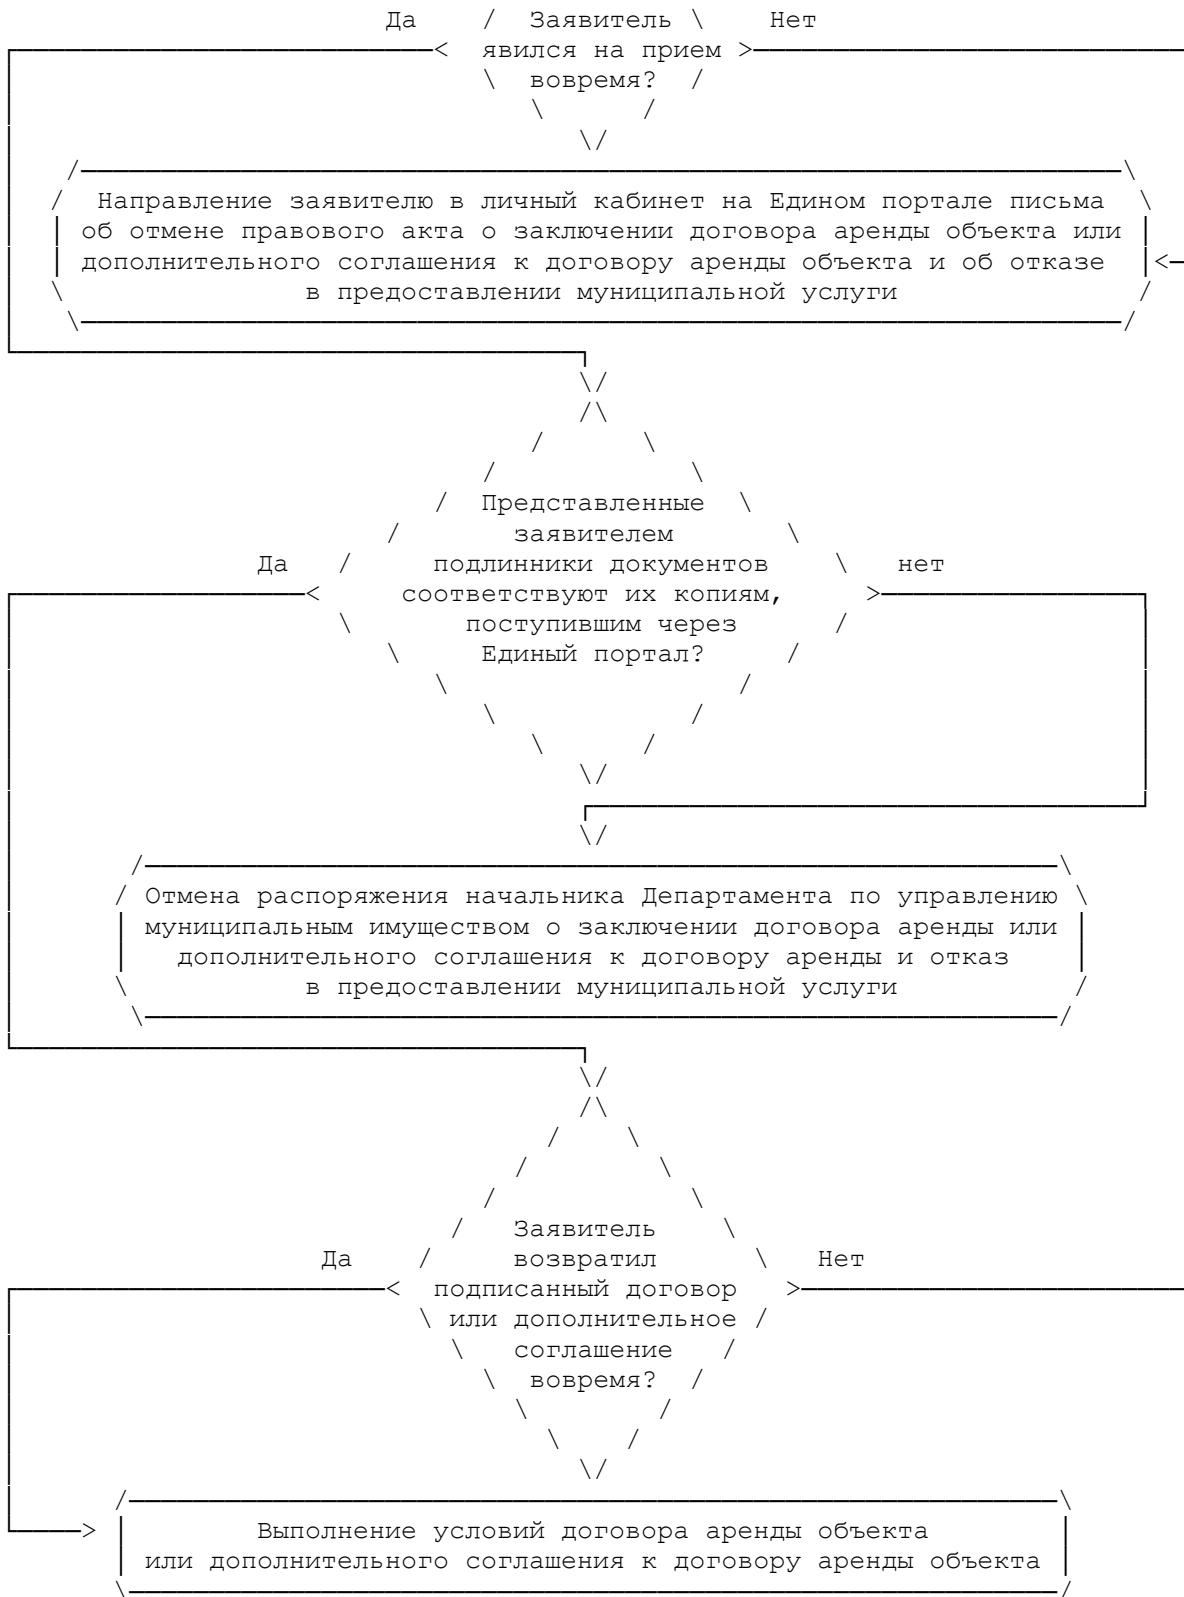 Да Заявитель Нет
явился на прием
вовремя?
Направление заявителю в личный кабинет на Едином портале письма
об отмене правового акта о заключении договора аренды объекта или
дополнительного соглашения к договору аренды объекта и об отказе
в предоставлении муниципальной услуги
Представленные
заявителем
Да подлинники документов нет
соответствуют их копиям,
поступившим через
Единый портал?
Отмена распоряжения начальника Департамента по управлению
муниципальным имуществом о заключении договора аренды или
дополнительного соглашения к договору аренды и отказ
в предоставлении муниципальной услуги
Заявитель
Да возвратил Нет
подписанный договор
или дополнительное
соглашение
вовремя?
Выполнение условий договора аренды объекта
или дополнительного соглашения к договору аренды объекта